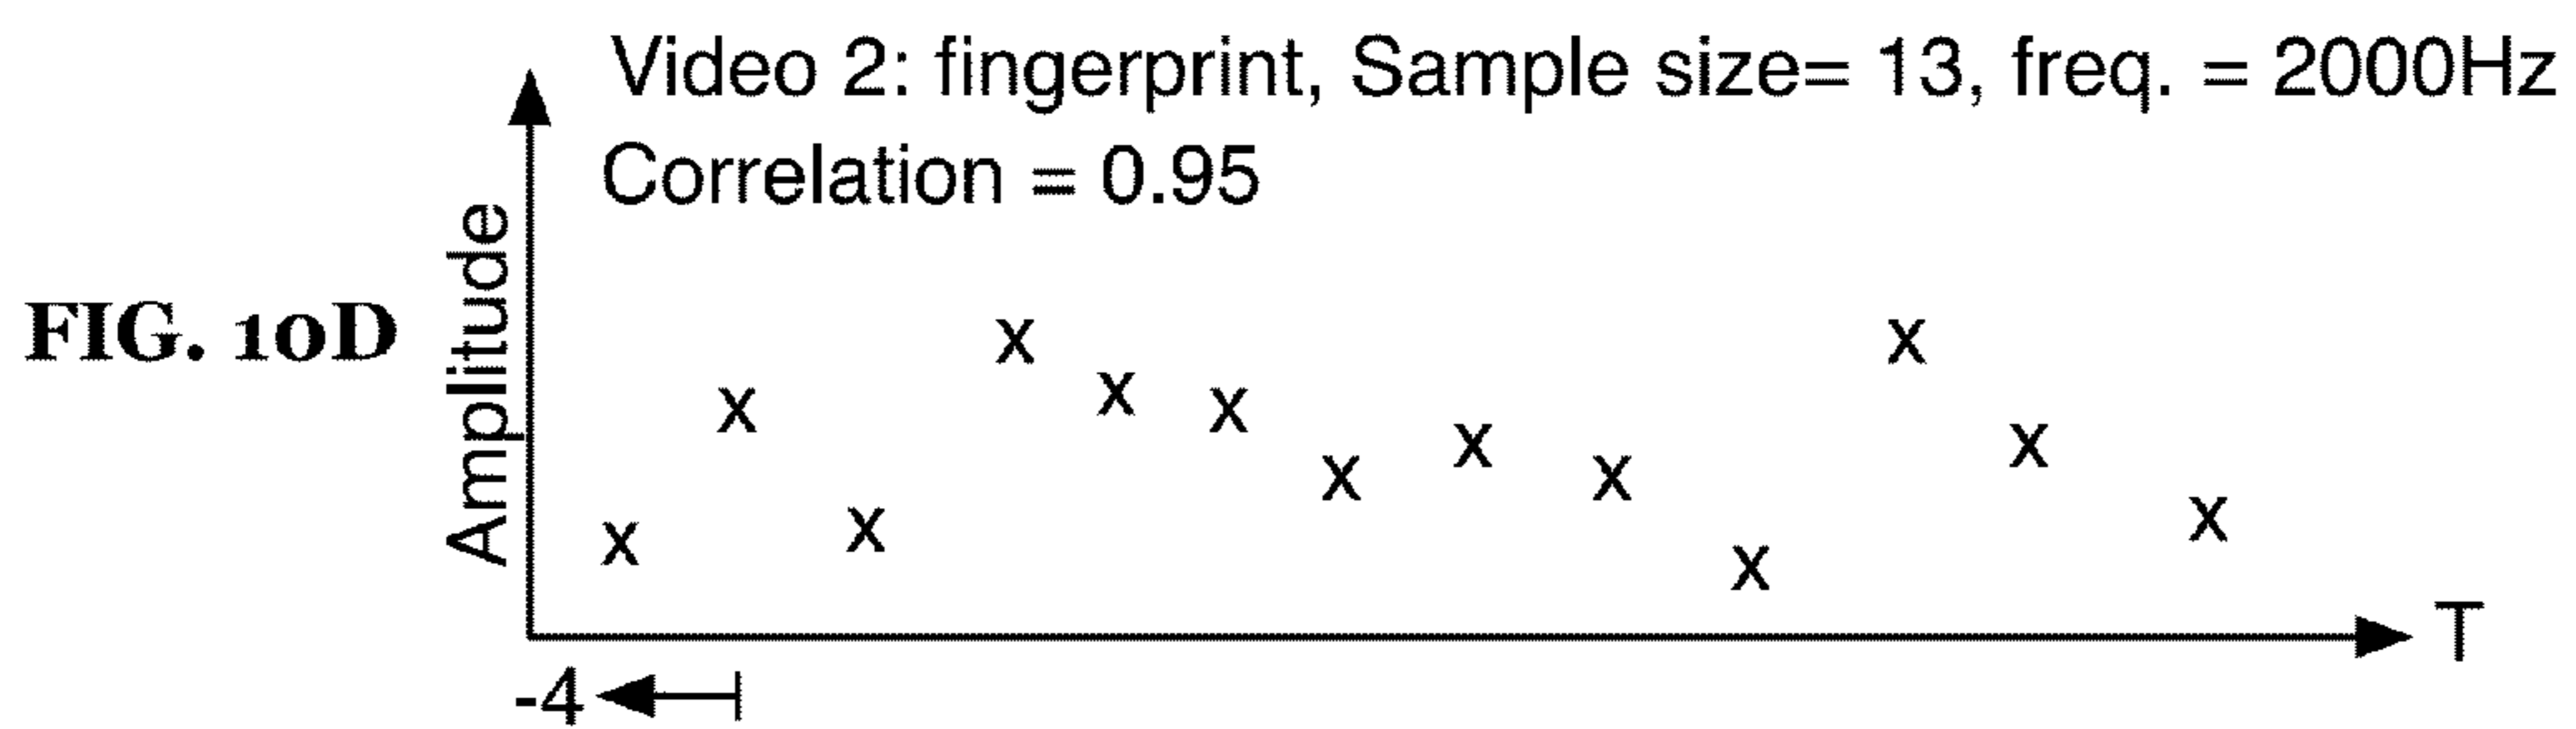 Video 2: fingerprint, Sample size= 13, freq. = 2000Hz
Correlation = 0.95
Amplitude
FIG. 10D
x x x x x x x x x x x x x
T
-4